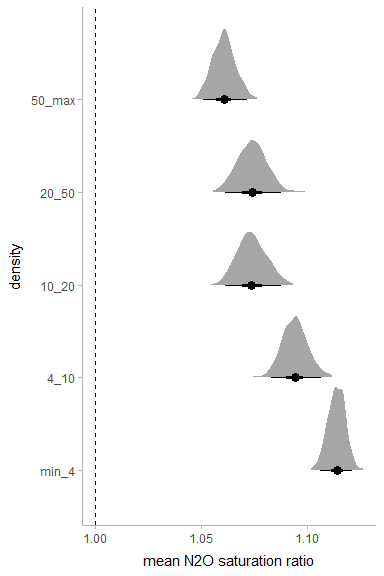 50_max
20_50
density
10_20
4_10
min_4
1.00 1.05 1.10
mean N2O saturation ratio